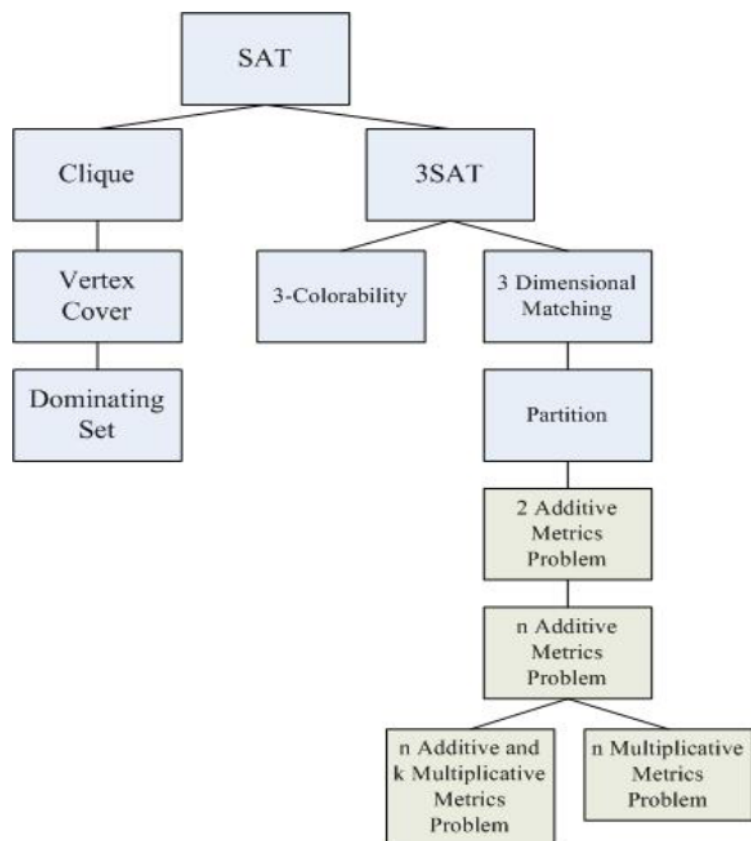 SAT
Clique
3SAT
Vertex
Cover
3-Colorability
3 Dimensional
Matching
Dominating
Set
Partition
2 Additive
Metrics
Problem
n Additive
Metrics
Problem
n Additive and
k Multiplicative
Metrics
Problem
n Multiplicative
Metrics
Problem